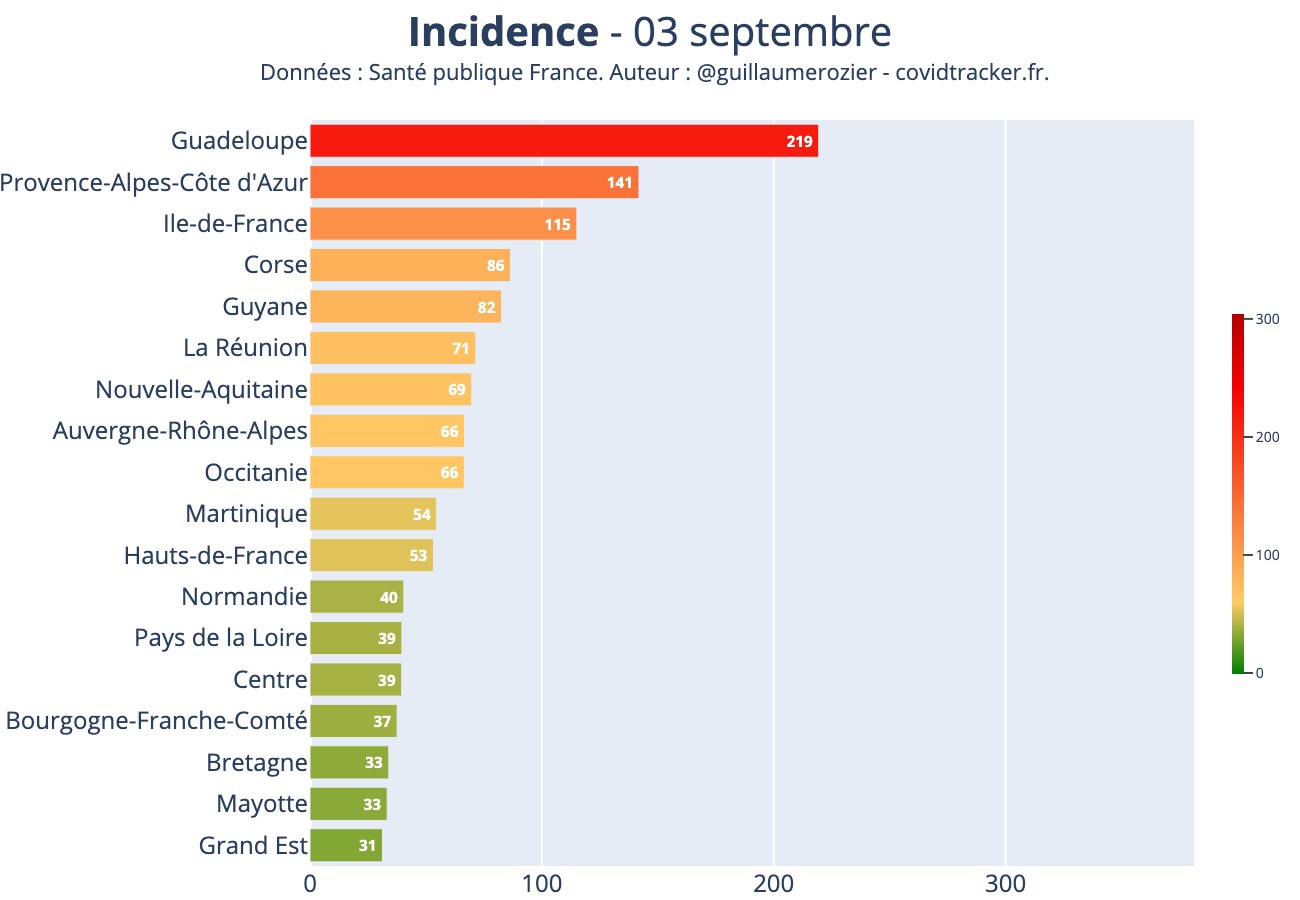 Incidence - 03 septembre
Données : Santé publique France. Auteur : @guillaumerozier - covidtracker.fr.
Guadeloupe 219
Provence-Alpes-Côte d'Azur 141
Ile-de-France 115
Corse 86
Guyane 82
La Réunion 71
Nouvelle-Aquitaine 69
Auvergne-Rhône-Alpes 66
Occitanie 66
Martinique 54
Hauts-de-France 53
Normandie 40
Pays de la Loire 39
Centre 39
Bourgogne-Franche-Comté 37
Bretagne 33
Mayotte 33
Grand Est 31
0 100 200 300
300
200
100
0